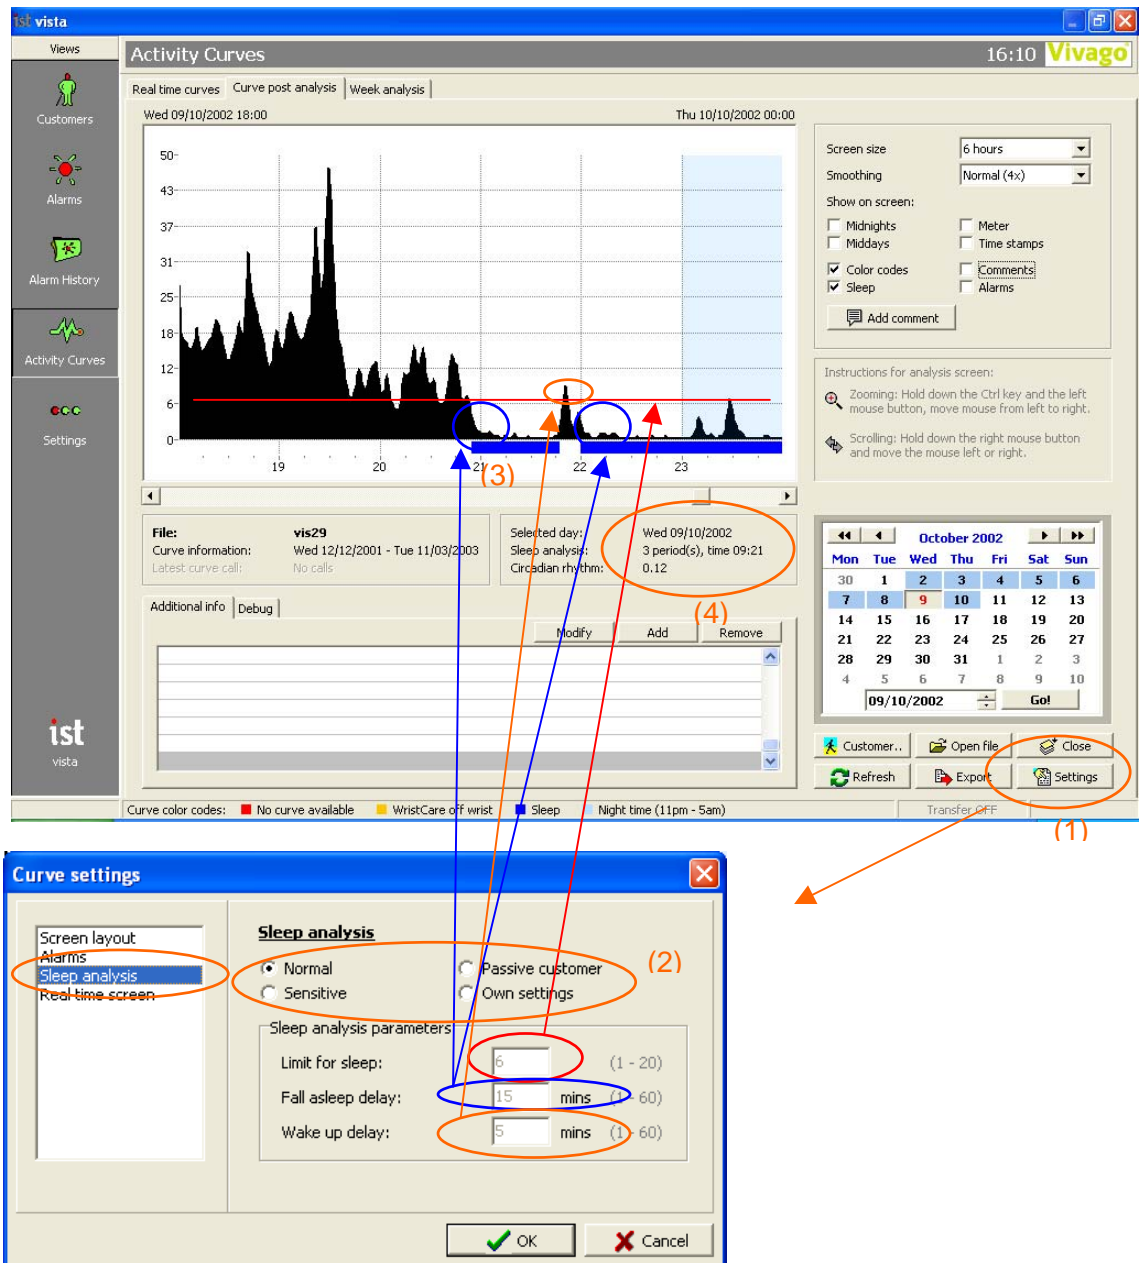 ist vista
Views
Activity Curves
16:10 Vivago
Customers
Alarms
Alarm History
Activity Curves
Settings
ist
vista
Real time curves Curve post analysis Week analysis
Wed 09/10/2002 18:00 Thu 10/10/2002 00:00
50
43
37
31
25
18
12
6
0
19 20 21 22 23
(3)
Screen size 6 hours
Smoothing Normal (4x)
Show on screen:
Midnights Meter
Middays Time stamps
Color codes Comments
Sleep Alarms
Add comment
Instructions for analysis screen:
Zooming: Hold down the Ctrl key and the left
mouse button, move mouse from left to right.
Scrolling: Hold down the right mouse button
and move the mouse left or right.
File: vis29
Curve information: Wed 12/12/2001 - Tue 11/03/2003
Latest curve call: No calls
Selected day: Wed 09/10/2002
Sleep analysis: 3 period(s), time 09:21
Circadian rhythm: 0.12
(4)
Additional info Debug
Modify Add Remove
October 2002
Mon Tue Wed Thu Fri Sat Sun
30 1 2 3 4 5 6
7 8 9 10 11 12 13
14 15 16 17 18 19 20
21 22 23 24 25 26 27
28 29 30 31 1 2 3
4 5 6 7 8 9 10
09/10/2002 Go!
Customer.. Open file Close
Refresh Export Settings
Curve color codes: No curve available WristCare off wrist Sleep Night time (11pm - 5am) Transfer OFF
(1)
Curve settings
Screen layout
Alarms
Sleep analysis
Real time screen
Sleep analysis
Normal Passive customer
Sensitive Own settings
(2)
Sleep analysis parameters
Limit for sleep: 6 (1 - 20)
Fall asleep delay: 15 mins (1 - 60)
Wake up delay: 5 mins (1 - 60)
OK Cancel